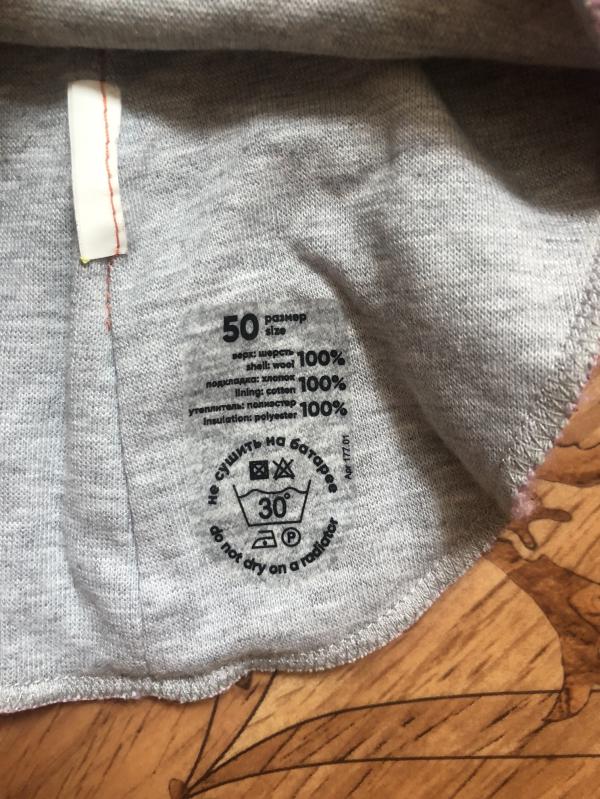 50 размер
size
верх: шерсть
shell: wool 100%
подкладка: хлопок
lining: cotton 100%
утеплитель: полиэстер
insulation: polyester 100%
Арт 177.01
не сушить на батарее
30°
P
do not dry on a radiator